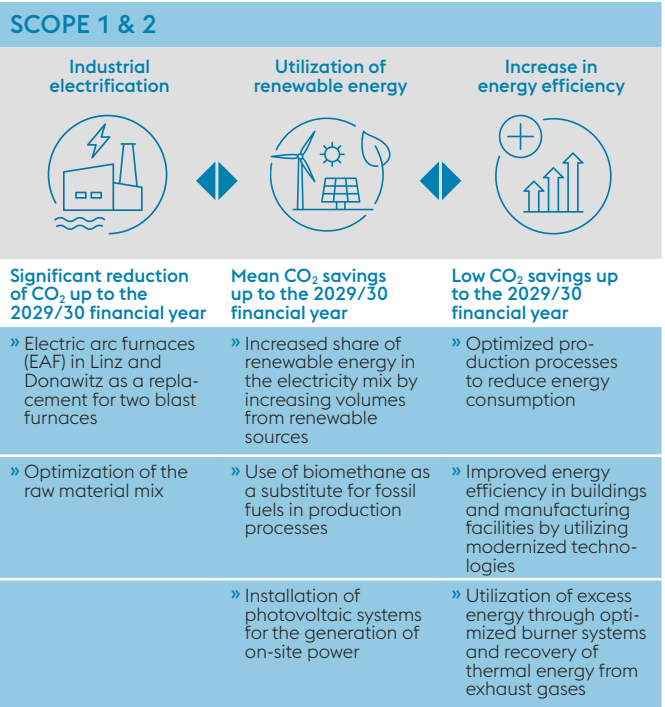 SCOPE 1 & 2
Industrial
electrification
Utilization of
renewable energy
Increase in
energy efficiency
Significant reduction
of CO₂ up to the
2029/30 financial year
Mean CO₂ savings
up to the 2029/30
financial year
Low CO₂ savings up
to the 2029/30
financial year
» Electric arc furnaces
(EAF) in Linz and
Donawitz as a repla-
cement for two blast
furnaces
» Increased share of
renewable energy in
the electricity mix by
increasing volumes
from renewable
sources
» Optimized pro-
duction processes
to reduce energy
consumption
» Optimization of the
raw material mix
» Use of biomethane as
a substitute for fossil
fuels in production
processes
» Improved energy
efficiency in buildings
and manufacturing
facilities by utilizing
modernized techno-
logies
» Installation of
photovoltaic systems
for the generation of
on-site power
» Utilization of excess
energy through opti-
mized burner systems
and recovery of
thermal energy from
exhaust gases